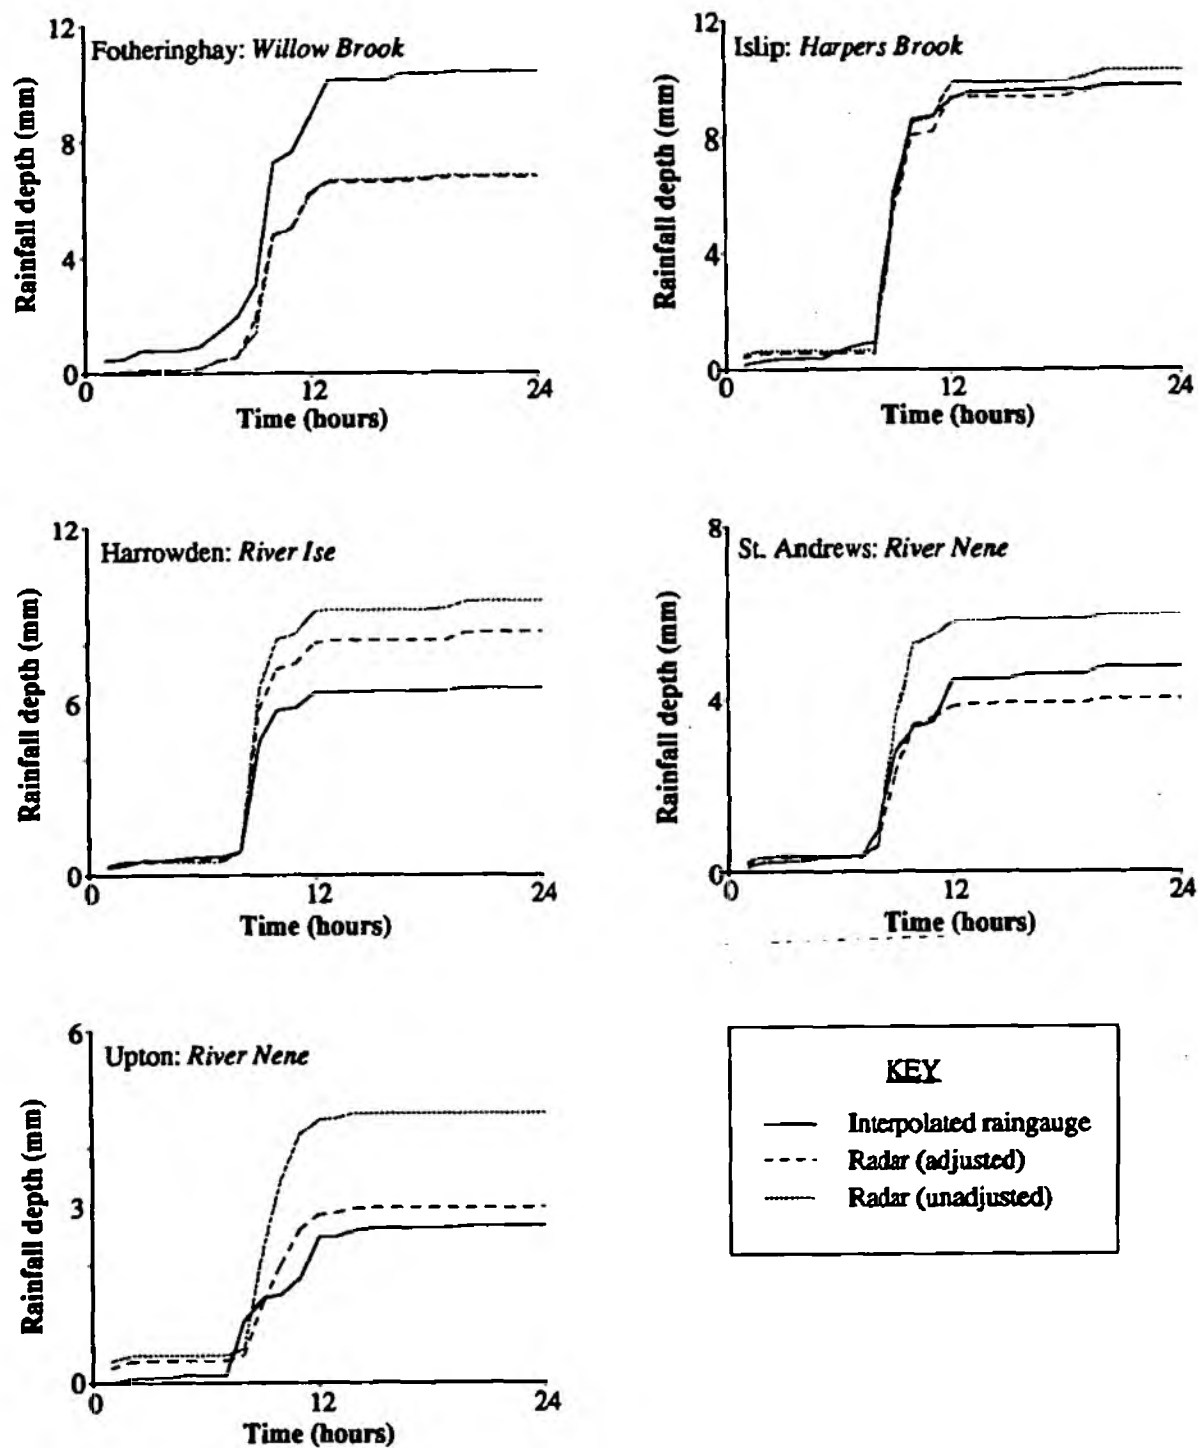 Fotheringhay: Willow Brook
Rainfall depth (mm)
12
8
4
0
0
12
24
Time (hours)
Islip: Harpers Brook
Rainfall depth (mm)
12
8
4
0
0
12
24
Time (hours)
Harrowden: River Ise
Rainfall depth (mm)
12
6
0
0
12
24
Time (hours)
St. Andrews: River Nene
Rainfall depth (mm)
8
4
0
0
12
24
Time (hours)
Upton: River Nene
Rainfall depth (mm)
6
3
0
0
12
24
Time (hours)
KEY
Interpolated raingauge
Radar (adjusted)
Radar (unadjusted)